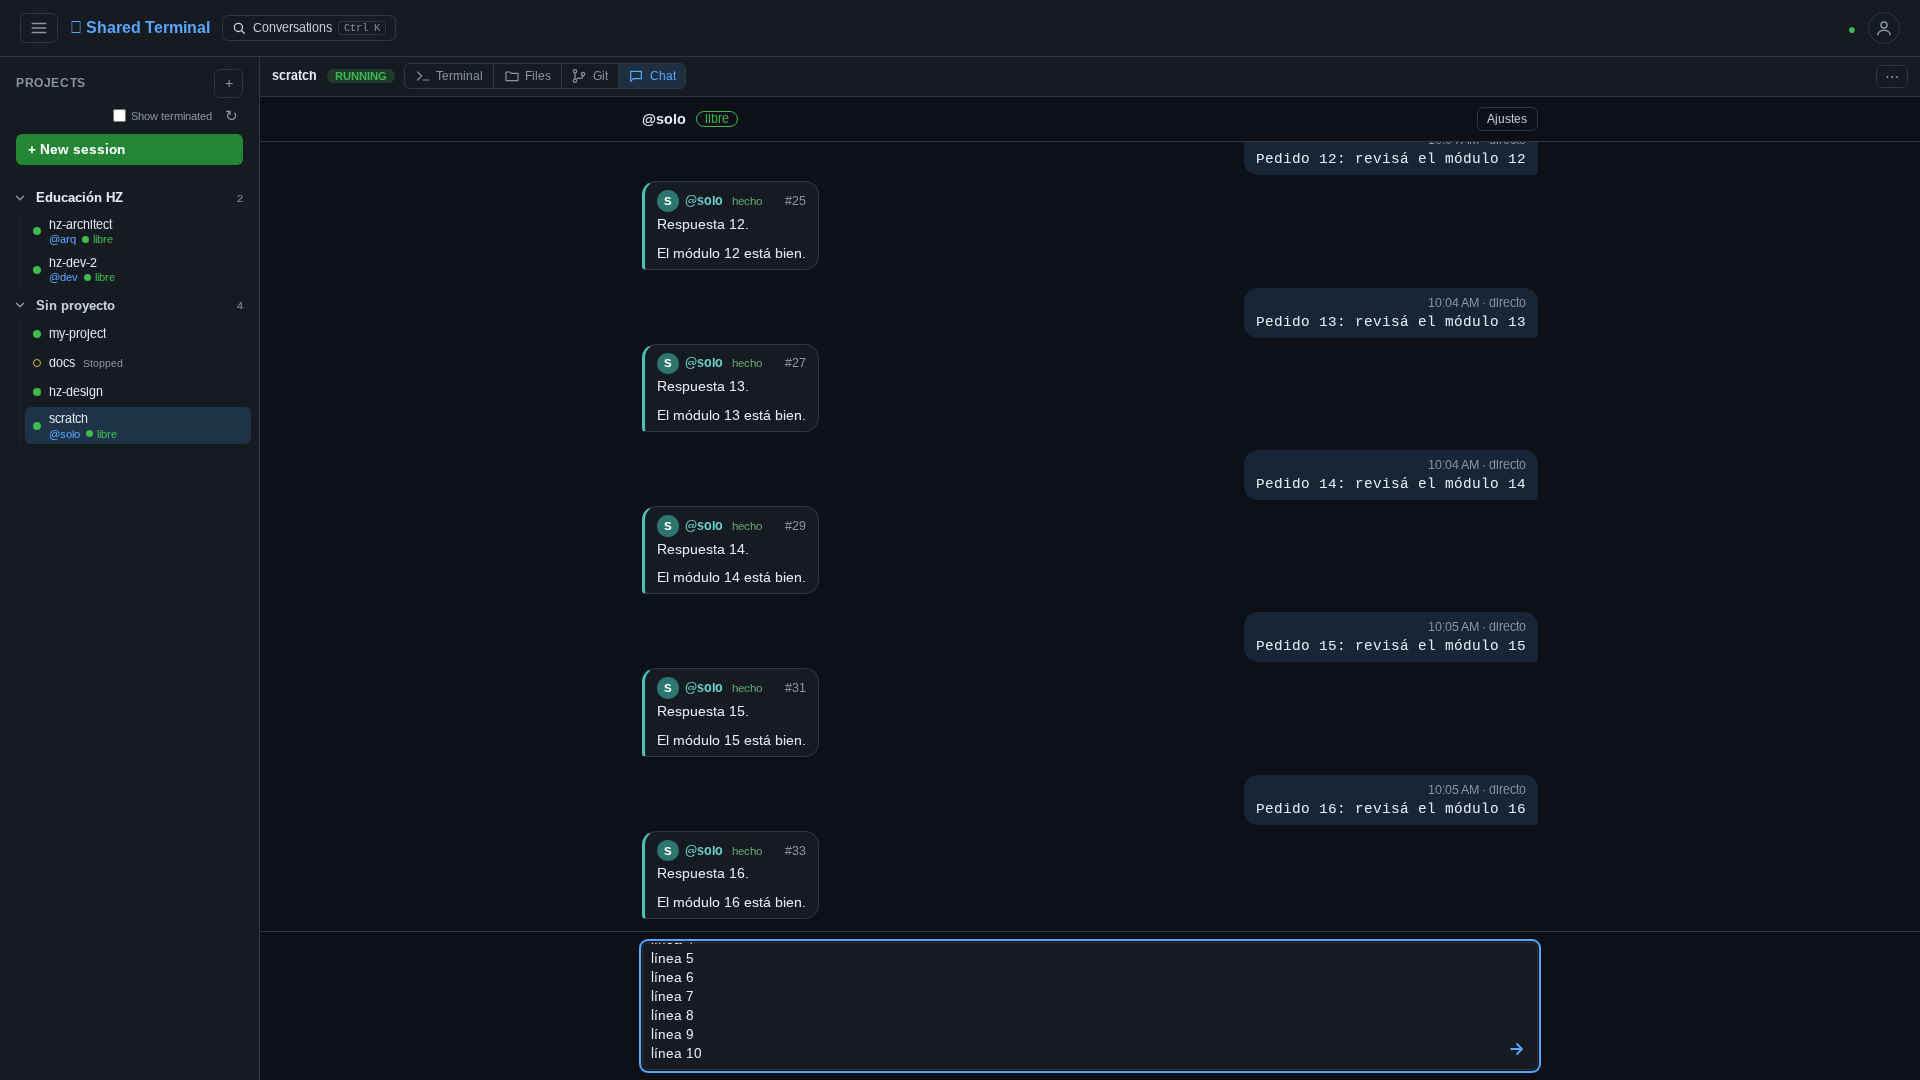 Shared Terminal
Conversations
Ctrl K
PROJECTS
+
Show terminated
+ New session
Educación HZ
2
hz-architect
@arq
libre
hz-dev-2
@dev
libre
Sin proyecto
4
my-project
docs
Stopped
hz-design
scratch
@solo
libre
scratch
RUNNING
Terminal
Files
Git
Chat
...
@solo
libre
Ajustes
Pedido 12: revisá el módulo 12
S @solo hecho #25
Respuesta 12.
El módulo 12 está bien.
10:04 AM · directo
Pedido 13: revisá el módulo 13
S @solo hecho #27
Respuesta 13.
El módulo 13 está bien.
10:04 AM · directo
Pedido 14: revisá el módulo 14
S @solo hecho #29
Respuesta 14.
El módulo 14 está bien.
10:05 AM · directo
Pedido 15: revisá el módulo 15
S @solo hecho #31
Respuesta 15.
El módulo 15 está bien.
10:05 AM · directo
Pedido 16: revisá el módulo 16
S @solo hecho #33
Respuesta 16.
El módulo 16 está bien.
línea 5
línea 6
línea 7
línea 8
línea 9
línea 10